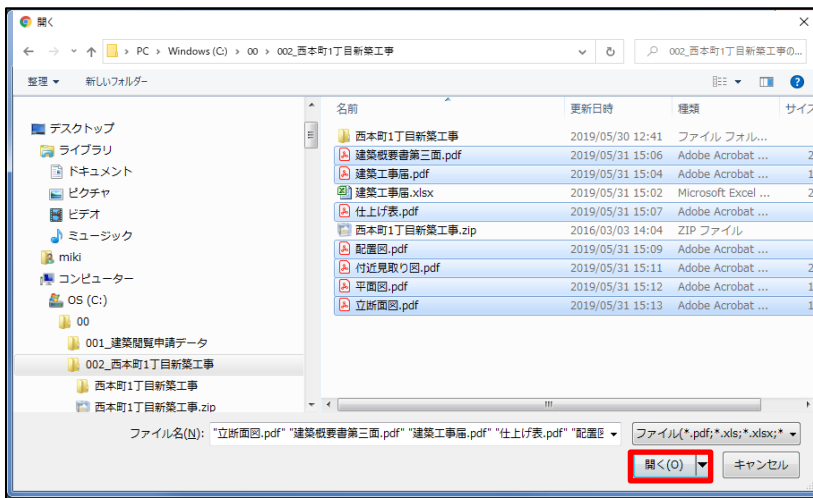 開く
PC › Windows (C:) › 00 › 002_西本町1丁目新築工事
002_西本町1丁目新築工事の...
整理 新しいフォルダー
名前 更新日時 種類 サイズ
デスクトップ
ライブラリ
ドキュメント
ピクチャ
ビデオ
ミュージック
miki
コンピューター
OS (C:)
00
001_建築閲覧申請データ
002_西本町1丁目新築工事
西本町1丁目新築工事
西本町1丁目新築工事.zip
西本町1丁目新築工事 2019/05/30 12:41 ファイル フォル...
建築概要書第三面.pdf 2019/05/31 15:06 Adobe Acrobat ... 2
建築工事届.pdf 2019/05/31 15:04 Adobe Acrobat ... 1
建築工事届.xlsx 2019/05/31 15:02 Microsoft Excel ... 2
仕上げ表.pdf 2019/05/31 15:07 Adobe Acrobat ...
西本町1丁目新築工事.zip 2016/03/03 14:04 ZIP ファイル
配置図.pdf 2019/05/31 15:09 Adobe Acrobat ...
付近見取り図.pdf 2019/05/31 15:11 Adobe Acrobat ... 2
平面図.pdf 2019/05/31 15:12 Adobe Acrobat ... 1
立断面図.pdf 2019/05/31 15:13 Adobe Acrobat ... 1
ファイル名(N): "立断面図.pdf" "建築概要書第三面.pdf" "建築工事届.pdf" "仕上げ表.pdf" "配置図 ファイル(*.pdf;*.xls;*.xlsx;*
開く(O) キャンセル